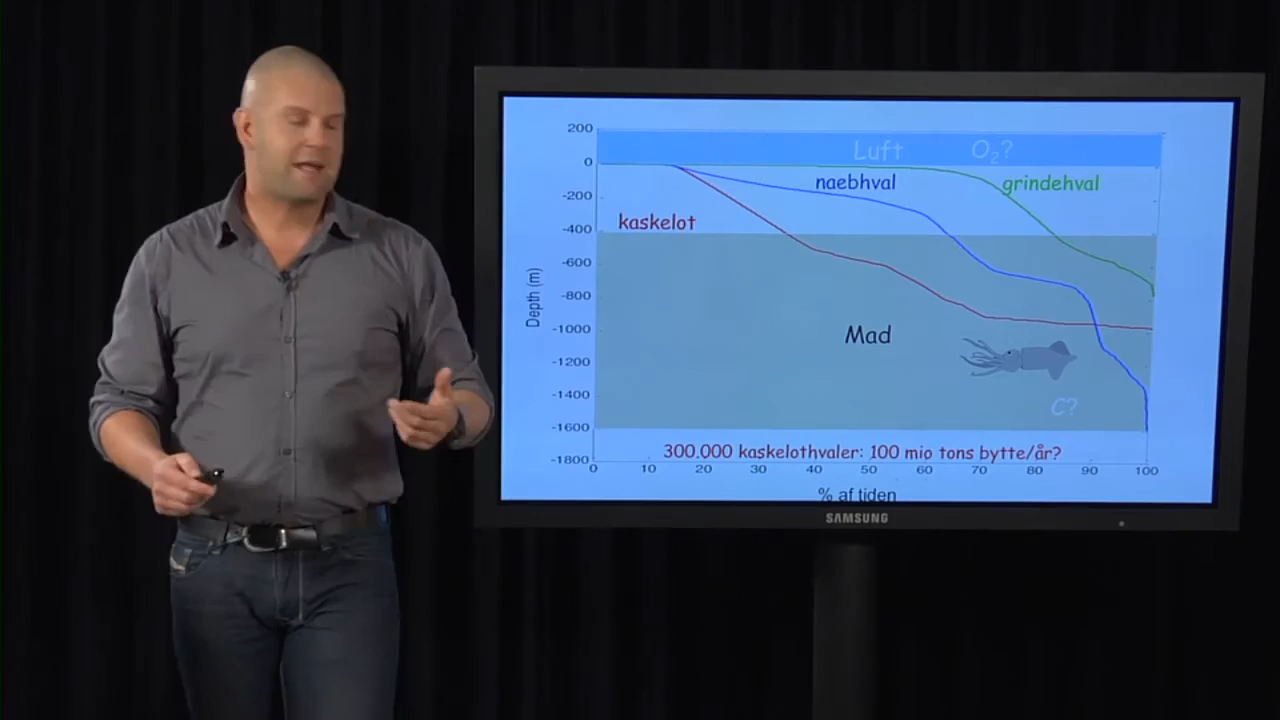 200
Luft O₂?
0
naebhval grindehval
-200
kaskelot
-400
-600
Depth (m)
-800
-1000
Mad
-1200
-1400
C?
-1600
300.000 kaskelothvaler: 100 mio tons bytte/år?
-1800
0 10 20 30 40 50 60 70 80 90 100
% af tiden
SAMSUNG